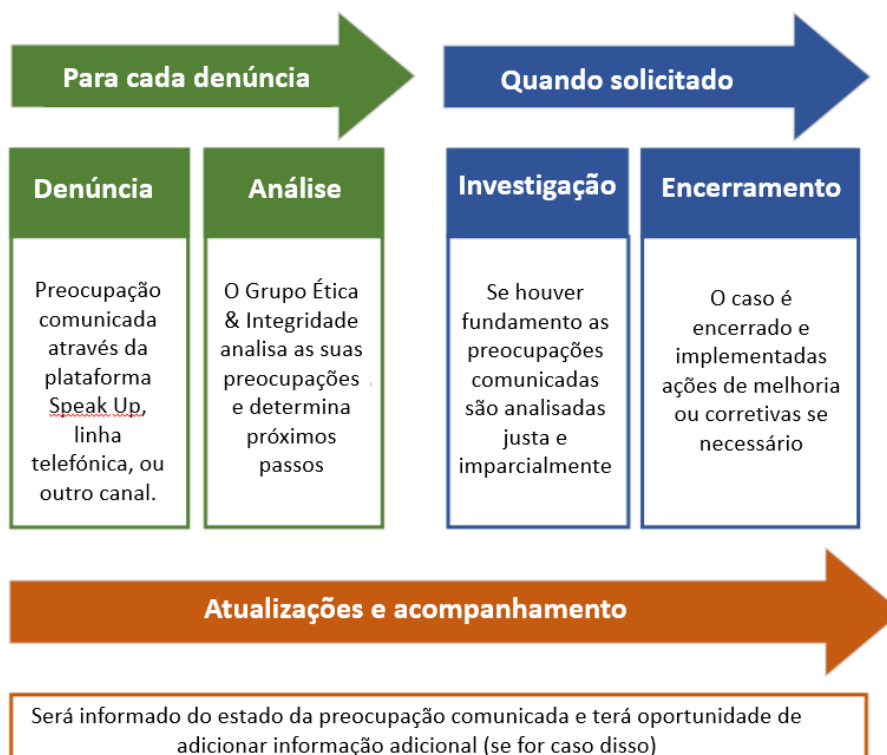 Para cada denúncia
Quando solicitado
Denúncia
Preocupação
comunicada
através da
plataforma
Speak Up,
linha
telefónica, ou
outro canal.
Análise
O Grupo Ética
& Integridade
analisa as suas
preocupações
e determina
próximos
passos
Investigação
Se houver
fundamento as
preocupações
comunicadas
são analisadas
justa e
imparcialmente
Encerramento
O caso é
encerrado e
implementadas
ações de melhoria
ou corretivas se
necessário
Atualizações e acompanhamento
Será informado do estado da preocupação comunicada e terá oportunidade de
adicionar informação adicional (se for caso disso)